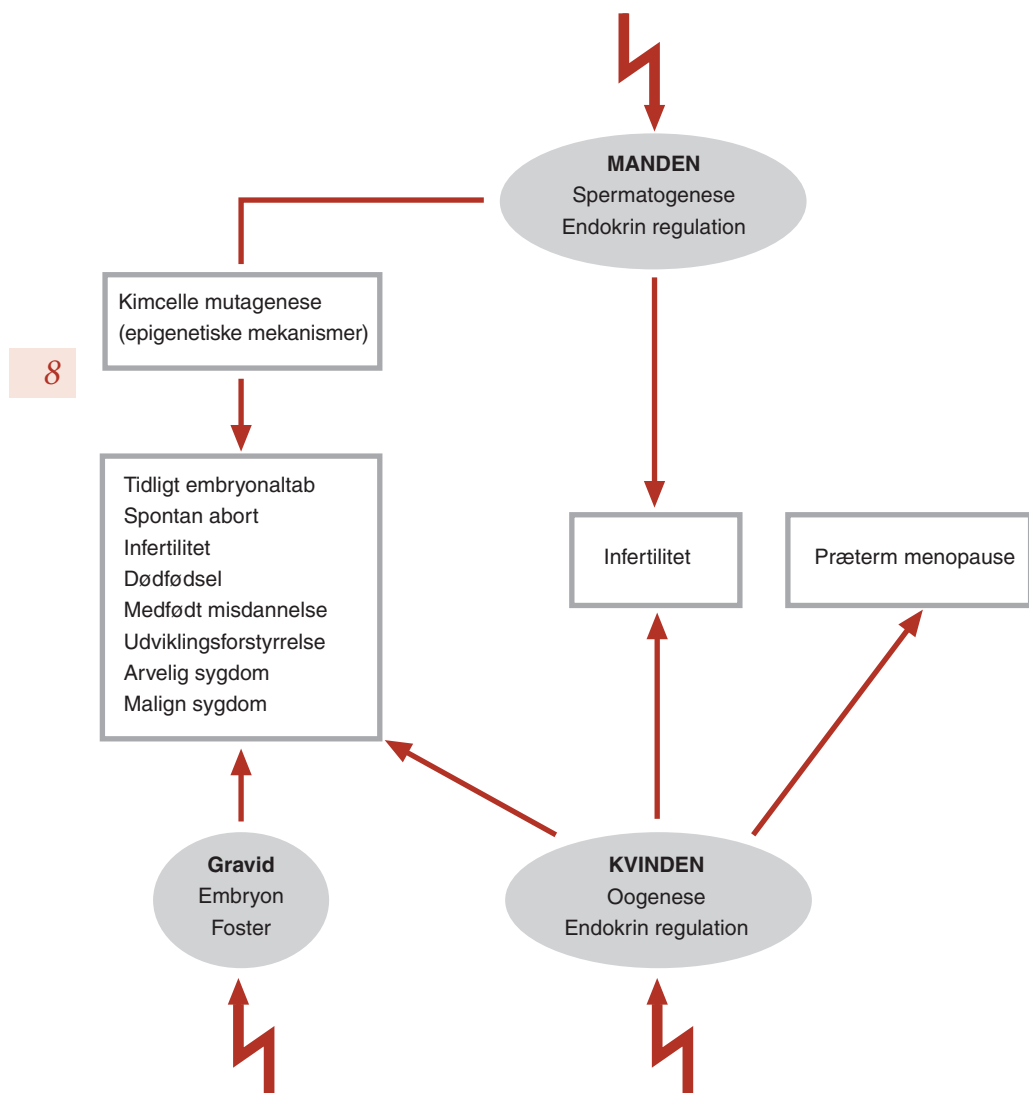 MANDEN
Spermatogenese
Endokrin regulation
Kimcelle mutagenese
(epigenetiske mekanismer)
8
Tidligt embryonaltab
Spontan abort
Infertilitet
Dødfødsel
Medfødt misdannelse
Udviklingsforstyrrelse
Arvelig sygdom
Malign sygdom
Infertilitet
Præterm menopause
Gravid
Embryon
Foster
KVINDEN
Oogenese
Endokrin regulation